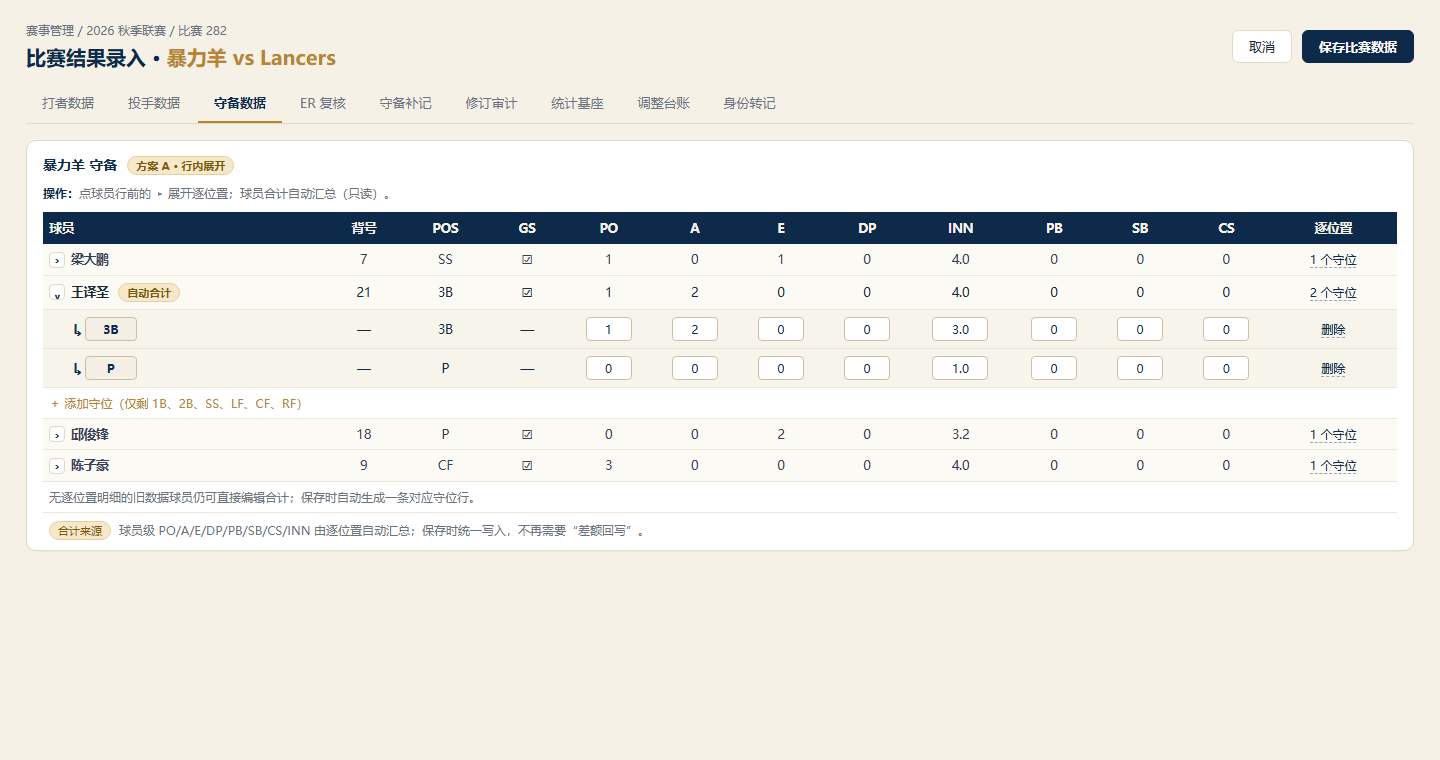 赛事管理 / 2026 秋季联赛 / 比赛 282
比赛结果录入 • 暴力羊 vs Lancers
取消 保存比赛数据
打者数据 投手数据 守备数据 ER 复核 守备补记 修订审计 统计基座 调整台账 身份转记
暴力羊 守备 方案 A • 行内展开
操作：点球员行前的 ▸ 展开逐位置；球员合计自动汇总（只读）。
球员 背号 POS GS PO A E DP INN PB SB CS 逐位置
› 梁大鹏 7 SS ☑ 1 0 1 0 4.0 0 0 0 1 个守位
v 王译圣 自动合计 21 3B ☑ 1 2 0 0 4.0 0 0 0 2 个守位
↳ 3B — 3B — 1 2 0 0 3.0 0 0 0 删除
↳ P — P — 0 0 0 0 1.0 0 0 0 删除
+ 添加守位（仅剩 1B、2B、SS、LF、CF、RF）
› 邱俊锋 18 P ☑ 0 0 2 0 3.2 0 0 0 1 个守位
› 陈子豪 9 CF ☑ 3 0 0 0 4.0 0 0 0 1 个守位
无逐位置明细的旧数据球员仍可直接编辑合计；保存时自动生成一条对应守位行。
合计来源 球员级 PO/A/E/DP/PB/SB/CS/INN 由逐位置自动汇总；保存时统一写入，不再需要“差额回写”。